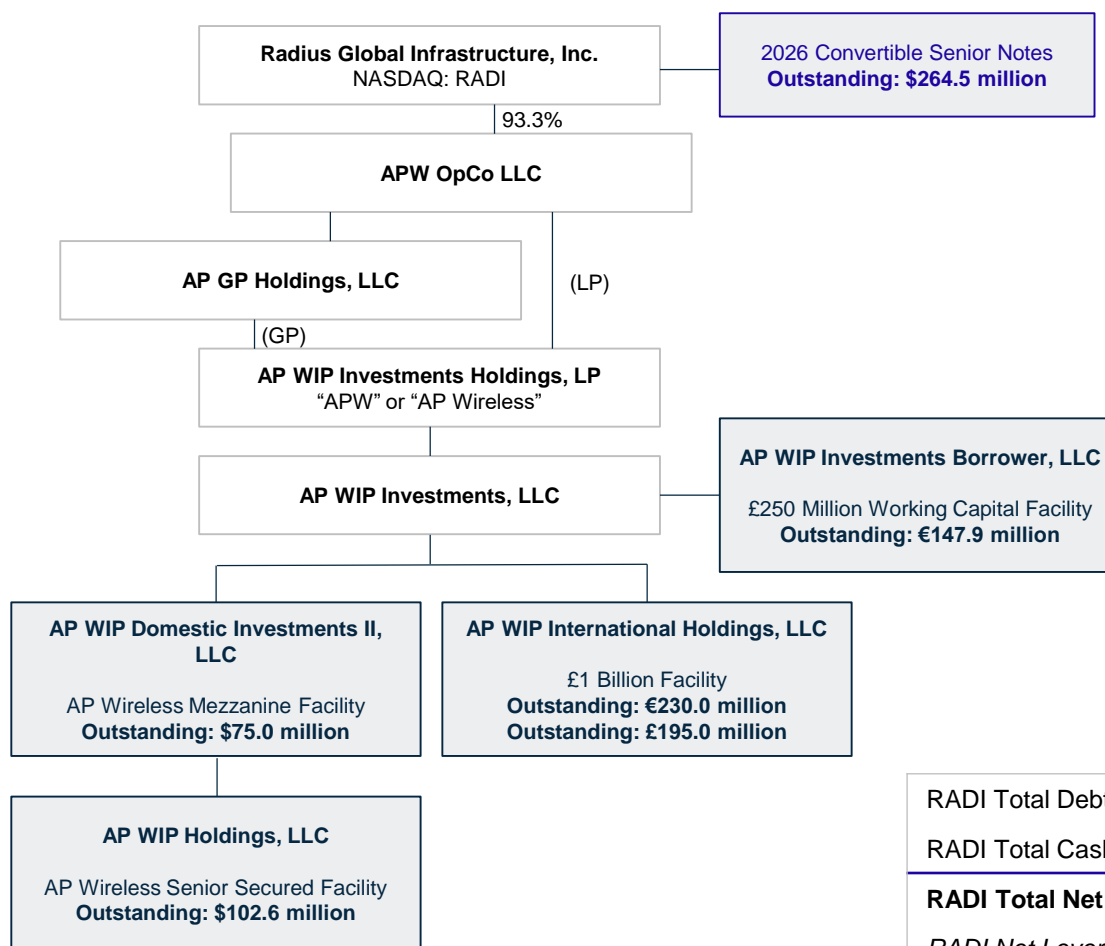 Radius Global Infrastructure, Inc.
NASDAQ: RADI
2026 Convertible Senior Notes
Outstanding: $264.5 million
93.3%
APW OpCo LLC
AP GP Holdings, LLC
(LP)
(GP)
AP WIP Investments Holdings, LP
“APW” or “AP Wireless”
AP WIP Investments, LLC
AP WIP Investments Borrower, LLC
£250 Million Working Capital Facility
Outstanding: €147.9 million
AP WIP Domestic Investments II,
LLC
AP Wireless Mezzanine Facility
Outstanding: $75.0 million
AP WIP International Holdings, LLC
£1 Billion Facility
Outstanding: €230.0 million
Outstanding: £195.0 million
AP WIP Holdings, LLC
AP Wireless Senior Secured Facility
Outstanding: $102.6 million
RADI Total Debt
RADI Total Cash
RADI Total Net
RADI Net